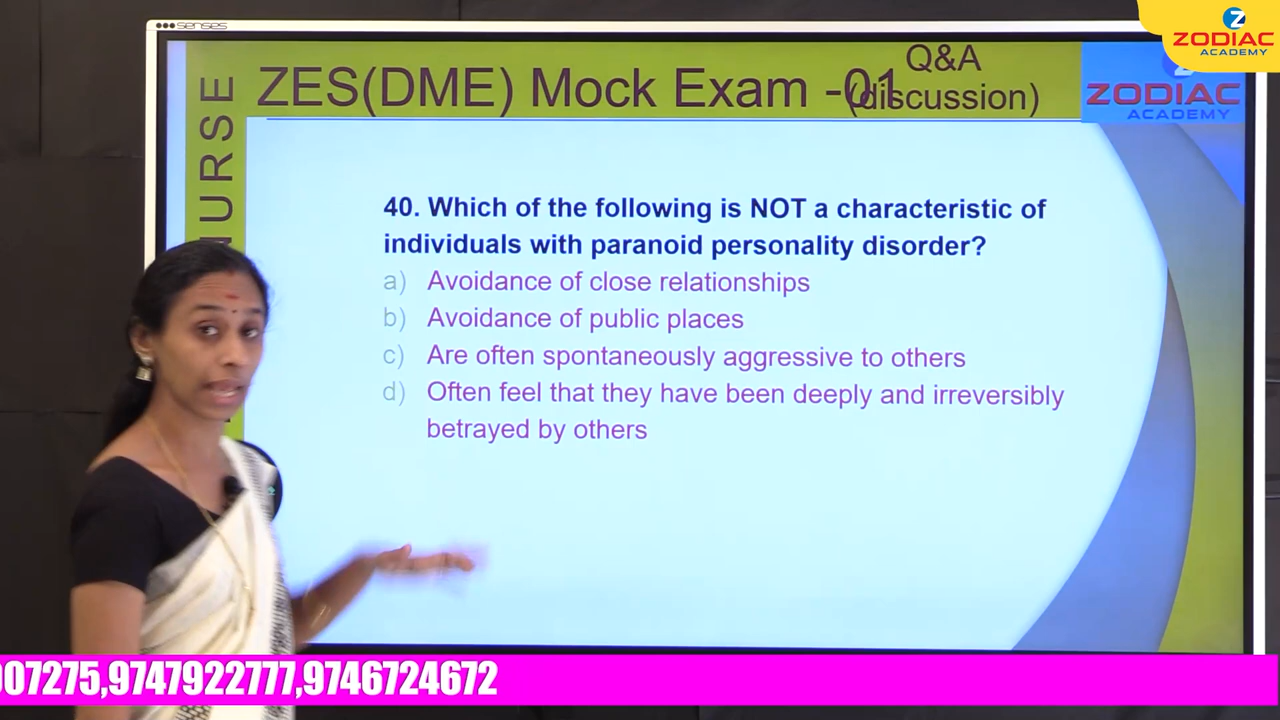 senses
ZODIAC
ACADEMY
NURSE
ZES(DME) Mock Exam -01
Q&A
(discussion)
ZODIAC
ACADEMY
40. Which of the following is NOT a characteristic of
individuals with paranoid personality disorder?
a) Avoidance of close relationships
b) Avoidance of public places
c) Are often spontaneously aggressive to others
d) Often feel that they have been deeply and irreversibly
betrayed by others
007275,9747922777,9746724672